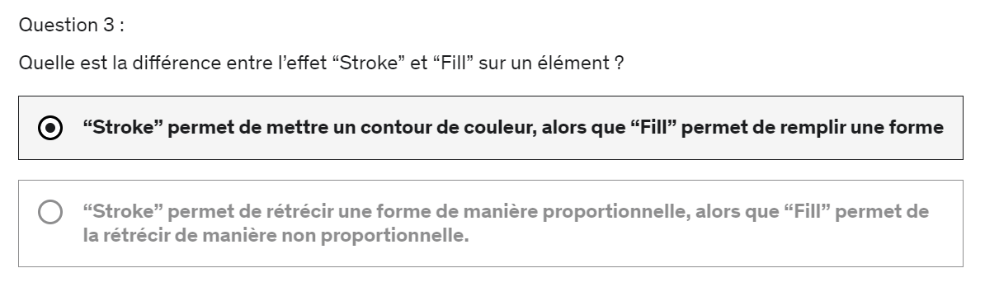 Question 3 :
Quelle est la différence entre l’effet “Stroke” et “Fill” sur un élément ?
“Stroke” permet de mettre un contour de couleur, alors que “Fill” permet de remplir une forme
“Stroke” permet de rétrécir une forme de manière proportionnelle, alors que “Fill” permet de
la rétrécir de manière non proportionnelle.